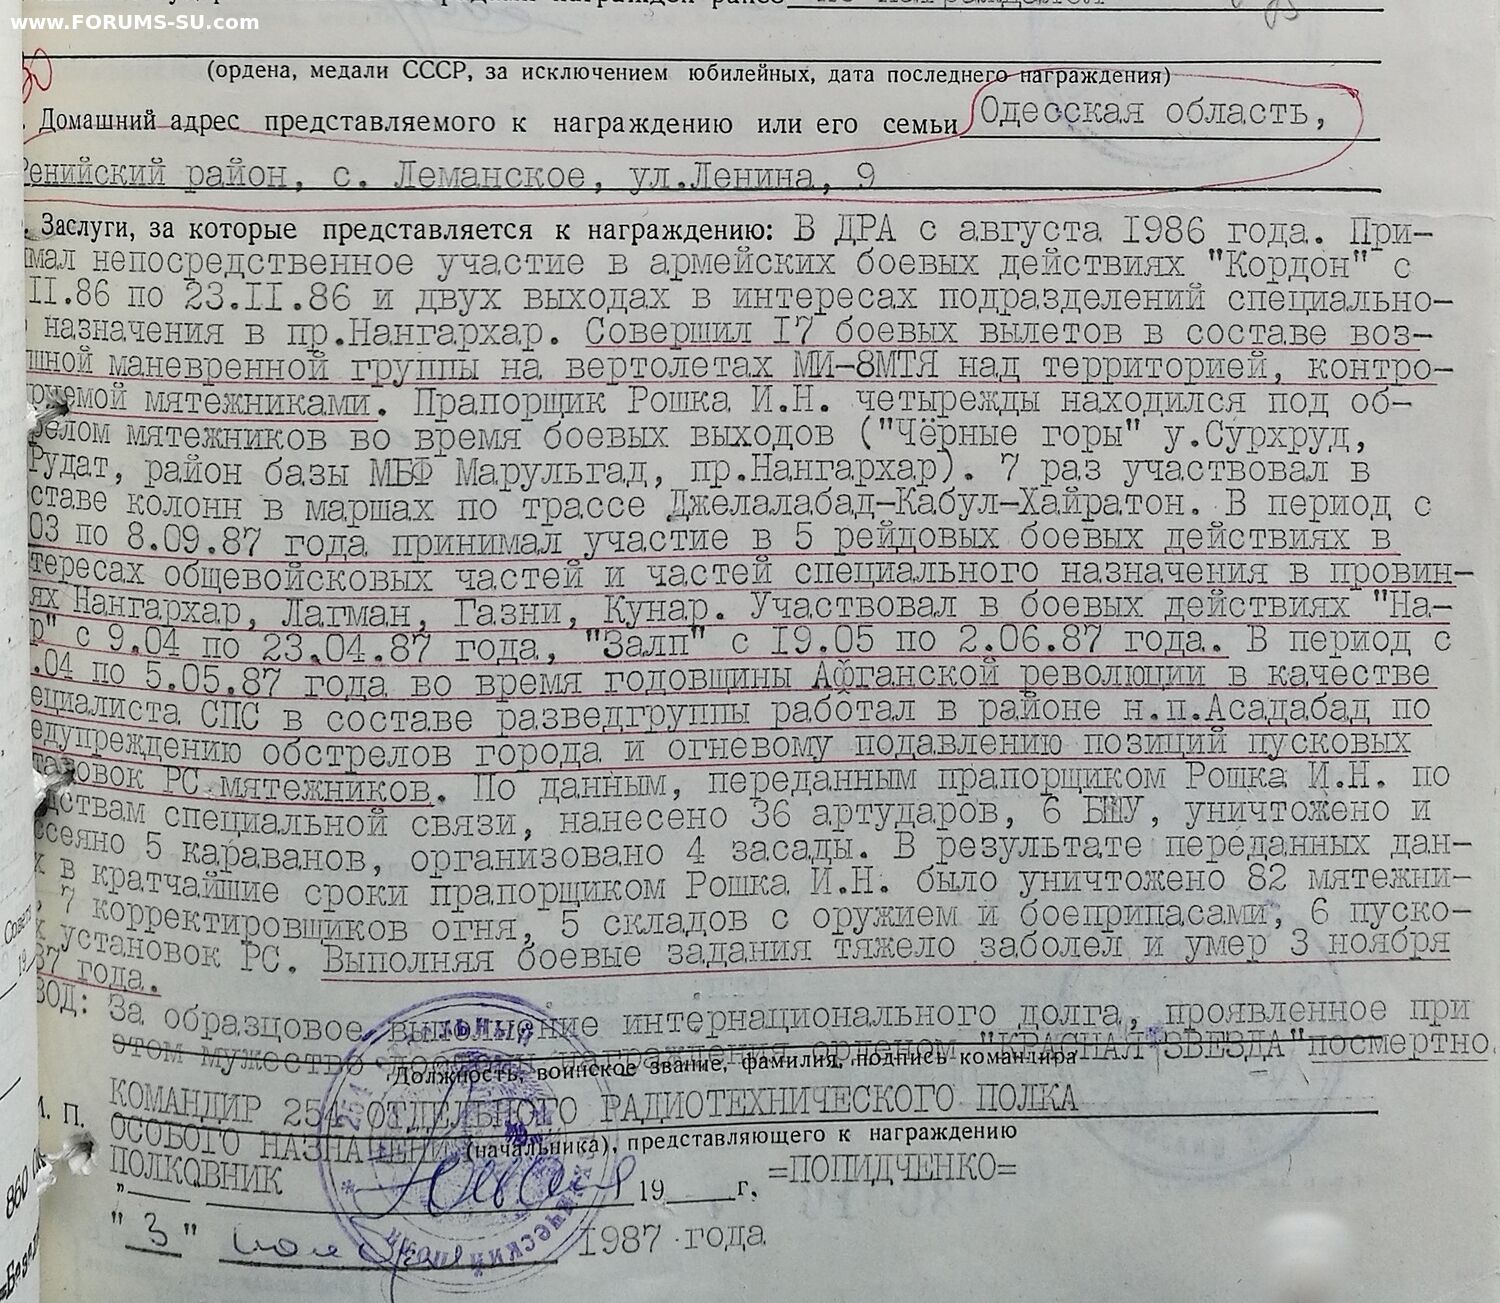 www.FORUMS-SU.com
награжден ранее не награждался
(ордена, медали СССР, за исключением юбилейных, дата последнего награждения)
Домашний адрес представляемого к награждению или его семьи Одесская область,
енийский район, с. Леманское, ул.Ленина, 9
Заслуги, за которые представляется к награждению: В ДРА с августа 1986 года. При-
мал непосредственное участие в армейских боевых действиях "Кордон" с
II.86 по 23.II.86 и двух выходах в интересах подразделений специально-
назначения в пр.Нангархар. Совершил I7 боевых вылетов в составе воз-
шной маневренной группы на вертолетах МИ-8МТЯ над территорией, контро-
руемой мятежниками. Прапорщик Рошка И.Н. четырежды находился под об-
релом мятежников во время боевых выходов ("Чёрные горы" у.Сурхруд,
Рудат, район базы МБФ Марульгад, пр.Нангархар). 7 раз участвовал в
ставе колонн в маршах по трассе Джелалабад-Кабул-Хайратон. В период с
03 по 8.09.87 года принимал участие в 5 рейдовых боевых действиях в
тересах общевойсковых частей и частей специального назначения в провин-
ях Нангархар, Лагман, Газни, Кунар. Участвовал в боевых действиях "На-
р" с 9.04 по 23.04.87 года, "Залп" с I9.05 по 2.06.87 года. В период с
.04 по 5.05.87 года во время годовщины Афганской революции в качестве
ециалиста СПС в составе разведгруппы работал в районе н.п.Асадабад по
едупреждению обстрелов города и огневому подавлению позиций пусковых
тановок РС мятежников. По данным, переданным прапорщиком Рошка И.Н. по
дствам специальной связи, нанесено 36 артударов, 6 БШУ, уничтожено и
ссеяно 5 караванов, организовано 4 засады. В результате переданных дан-
х в кратчайшие сроки прапорщиком Рошка И.Н. было уничтожено 82 мятежни-
, 7 корректировщиков огня, 5 складов с оружием и боеприпасами, 6 пуско-
х установок РС. Выполняя боевые задания тяжело заболел и умер 3 ноября
87 года.
ВОД: За образцовое выполнение интернационального долга, проявленное при
этом мужество достоин награждения орденом "КРАСНАЯ ЗВЕЗДА" посмертно.
Должность, воинское звание, фамилия, подпись командира
КОМАНДИР 254 ОТДЕЛЬНОГО РАДИОТЕХНИЧЕСКОГО ПОЛКА
М. П.
ОСОБОГО НАЗНАЧЕНИ (начальника), представляющего к награждению
ПОЛКОВНИК =ПОПИДЧЕНКО=
"___ 19____г.
"3" ноября 1987 года
860